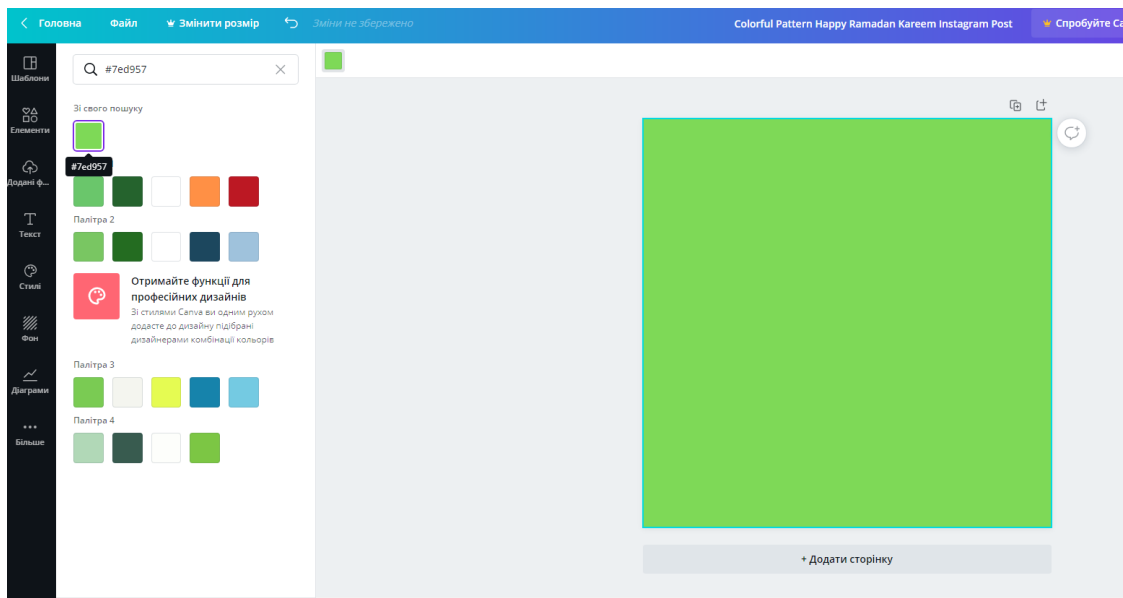 Головна Файл Змінити розмір Зміни не збережено Colorful Pattern Happy Ramadan Kareem Instagram Post Спробуйте Ca
Шаблони
Елементи
Додані ф...
Текст
Стилі
Фон
Діаграми
Більше
#7ed957
Зі свого пошуку
#7ed957
Палітра 2
Отримайте функції для
професійних дизайнів
Зі стилями Canva ви одним рухом
додасте до дизайну підібрані
дизайнерами комбінації кольорів
Палітра 3
Палітра 4
+ Додати сторінку